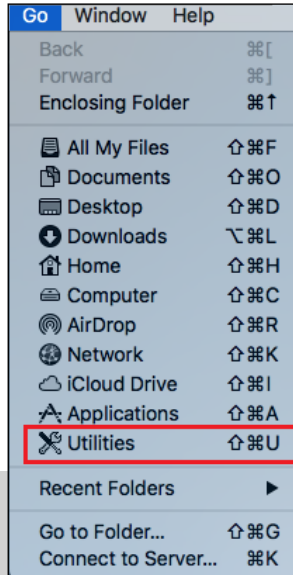 Go Window Help
Back ⌘[
Forward ⌘]
Enclosing Folder ⌘↑
All My Files ⇧⌘F
Documents ⇧⌘O
Desktop ⇧⌘D
Downloads ⌥⌘L
Home ⇧⌘H
Computer ⇧⌘C
AirDrop ⇧⌘R
Network ⇧⌘K
iCloud Drive ⇧⌘I
Applications ⇧⌘A
Utilities ⇧⌘U
Recent Folders ▶
Go to Folder... ⇧⌘G
Connect to Server... ⌘K